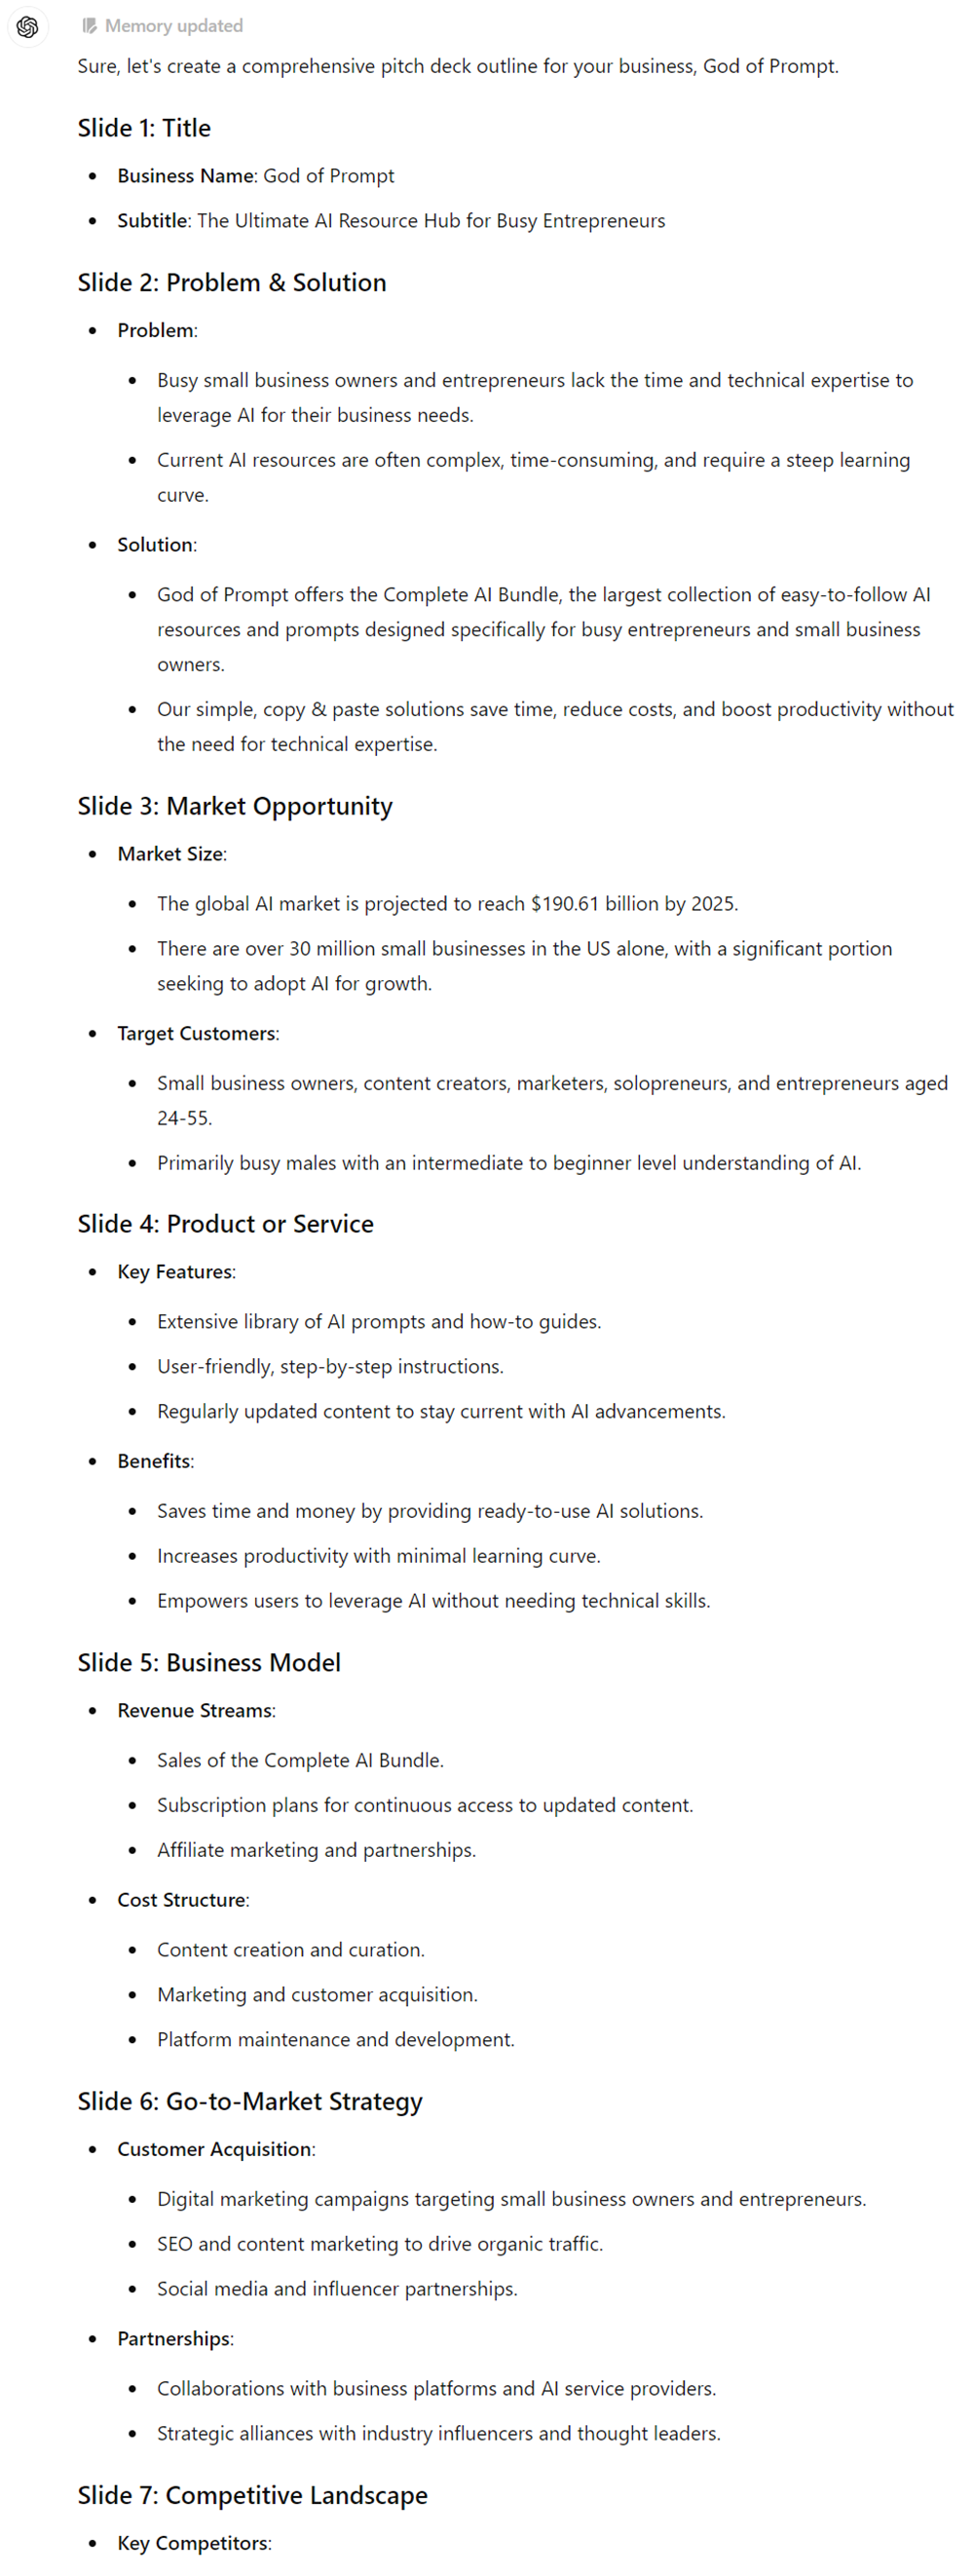 Memory updated
Sure, let's create a comprehensive pitch deck outline for your business, God of Prompt.
Slide 1: Title
• Business Name: God of Prompt
• Subtitle: The Ultimate AI Resource Hub for Busy Entrepreneurs
Slide 2: Problem & Solution
• Problem:
• Busy small business owners and entrepreneurs lack the time and technical expertise to
leverage AI for their business needs.
• Current AI resources are often complex, time-consuming, and require a steep learning
curve.
• Solution:
• God of Prompt offers the Complete AI Bundle, the largest collection of easy-to-follow AI
resources and prompts designed specifically for busy entrepreneurs and small business
owners.
• Our simple, copy & paste solutions save time, reduce costs, and boost productivity without
the need for technical expertise.
Slide 3: Market Opportunity
• Market Size:
• The global AI market is projected to reach $190.61 billion by 2025.
• There are over 30 million small businesses in the US alone, with a significant portion
seeking to adopt AI for growth.
• Target Customers:
• Small business owners, content creators, marketers, solopreneurs, and entrepreneurs aged
24-55.
• Primarily busy males with an intermediate to beginner level understanding of AI.
Slide 4: Product or Service
• Key Features:
• Extensive library of AI prompts and how-to guides.
• User-friendly, step-by-step instructions.
• Regularly updated content to stay current with AI advancements.
• Benefits:
• Saves time and money by providing ready-to-use AI solutions.
• Increases productivity with minimal learning curve.
• Empowers users to leverage AI without needing technical skills.
Slide 5: Business Model
• Revenue Streams:
• Sales of the Complete AI Bundle.
• Subscription plans for continuous access to updated content.
• Affiliate marketing and partnerships.
• Cost Structure:
• Content creation and curation.
• Marketing and customer acquisition.
• Platform maintenance and development.
Slide 6: Go-to-Market Strategy
• Customer Acquisition:
• Digital marketing campaigns targeting small business owners and entrepreneurs.
• SEO and content marketing to drive organic traffic.
• Social media and influencer partnerships.
• Partnerships:
• Collaborations with business platforms and AI service providers.
• Strategic alliances with industry influencers and thought leaders.
Slide 7: Competitive Landscape
• Key Competitors: